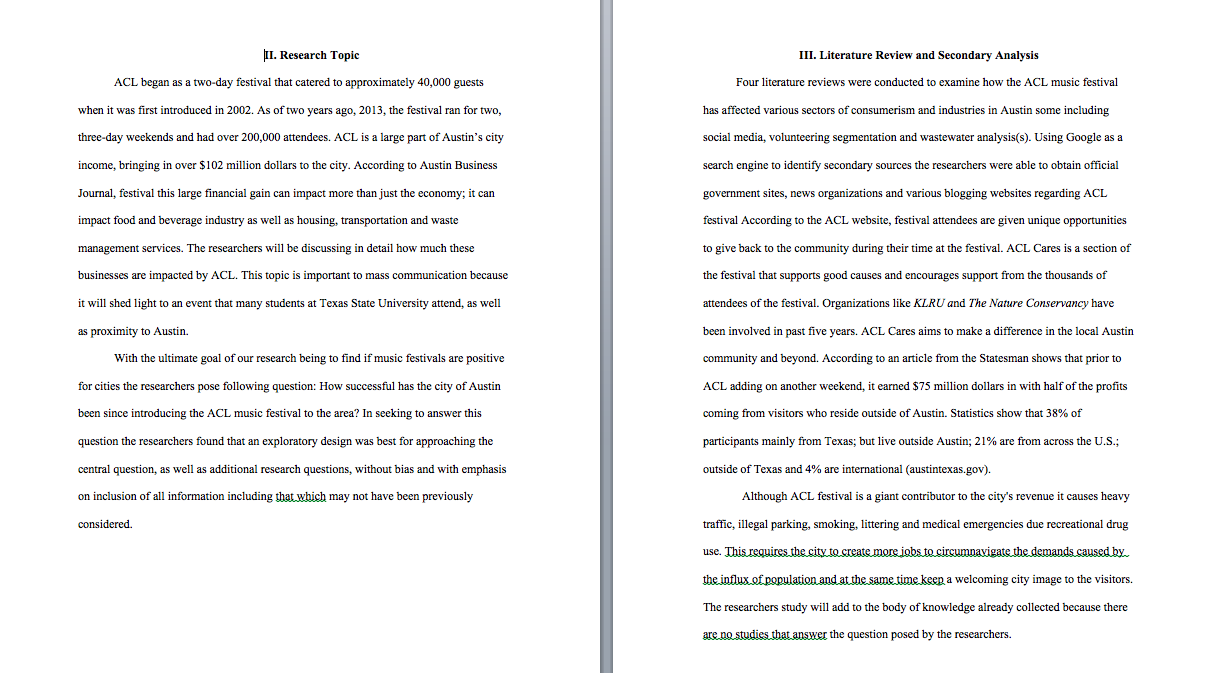 II. Research Topic
ACL began as a two-day festival that catered to approximately 40,000 guests
when it was first introduced in 2002. As of two years ago, 2013, the festival ran for two,
three-day weekends and had over 200,000 attendees. ACL is a large part of Austin's city
income, bringing in over $102 million dollars to the city. According to Austin Business
Journal, festival this large financial gain can impact more than just the economy; it can
impact food and beverage industry as well as housing, transportation and waste
management services. The researchers will be discussing in detail how much these
businesses are impacted by ACL. This topic is important to mass communication because
it will shed light to an event that many students at Texas State University attend, as well
as proximity to Austin.
With the ultimate goal of our research being to find if music festivals are positive
for cities the researchers pose following question: How successful has the city of Austin
been since introducing the ACL music festival to the area? In seeking to answer this
question the researchers found that an exploratory design was best for approaching the
central question, as well as additional research questions, without bias and with emphasis
on inclusion of all information including that which may not have been previously
considered.
III. Literature Review and Secondary Analysis
Four literature reviews were conducted to examine how the ACL music festival
has affected various sectors of consumerism and industries in Austin some including
social media, volunteering segmentation and wastewater analysis(s). Using Google as a
search engine to identify secondary sources the researchers were able to obtain official
government sites, news organizations and various blogging websites regarding ACL
festival According to the ACL website, festival attendees are given unique opportunities
to give back to the community during their time at the festival. ACL Cares is a section of
the festival that supports good causes and encourages support from the thousands of
attendees of the festival. Organizations like KLRU and The Nature Conservancy have
been involved in past five years. ACL Cares aims to make a difference in the local Austin
community and beyond. According to an article from the Statesman shows that prior to
ACL adding on another weekend, it earned $75 million dollars in with half of the profits
coming from visitors who reside outside of Austin. Statistics show that 38% of
participants mainly from Texas; but live outside Austin; 21% are from across the U.S.;
outside of Texas and 4% are international (austintexas.gov).
Although ACL festival is a giant contributor to the city's revenue it causes heavy
traffic, illegal parking, smoking, littering and medical emergencies due recreational drug
use. This requires the city to create more jobs to circumnavigate the demands caused by
the influx of population and at the same time keep a welcoming city image to the visitors.
The researchers study will add to the body of knowledge already collected because there
are no studies that answer the question posed by the researchers.